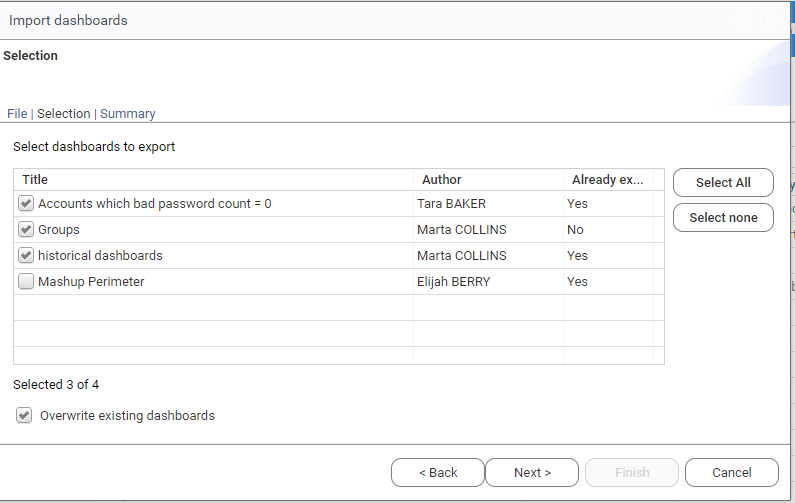 Import dashboards
Selection
File | Selection | Summary
Select dashboards to export
Title Author Already ex...
Accounts which bad password count = 0 Tara BAKER Yes
Groups Marta COLLINS No
historical dashboards Marta COLLINS Yes
Mashup Perimeter Elijah BERRY Yes
Select All
Select none
Selected 3 of 4
Overwrite existing dashboards
< Back Next > Finish Cancel